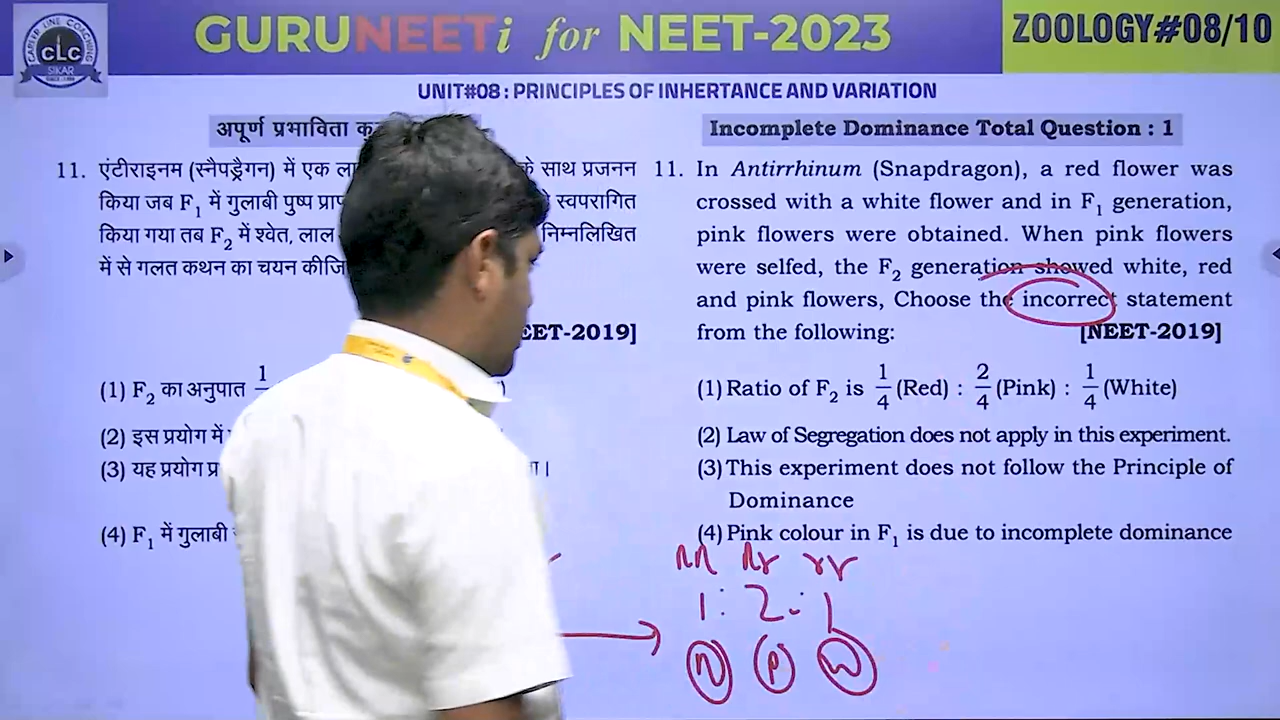 CAREER LINE COACHING
CLC
SIKAR
GURUNEETi for NEET-2023
ZOOLOGY#08/10
UNIT#08 : PRINCIPLES OF INHERTANCE AND VARIATION
अपूर्ण प्रभाविता
11. एंटीराइनम (स्नैपड्रैगन) में एक
के साथ प्रजनन
किया जब F₁ में गुलाबी पुष्प
स्वपरागित
किया गया तब F₂ में श्वेत, लाल
निम्नलिखित
में से गलत कथन का चयन
EET-2019]
(1) F₂ का अनुपात 1
(2) इस प्रयोग में
(3) यह प्रयोग
(4) F₁ में गुलाबी
Incomplete Dominance Total Question : 1
11. In Antirrhinum (Snapdragon), a red flower was
crossed with a white flower and in F₁ generation,
pink flowers were obtained. When pink flowers
were selfed, the F₂ generation showed white, red
and pink flowers, Choose the incorrect statement
from the following: [NEET-2019]
(1) Ratio of F₂ is 1/4 (Red) : 2/4 (Pink) : 1/4 (White)
(2) Law of Segregation does not apply in this experiment.
(3) This experiment does not follow the Principle of
Dominance
(4) Pink colour in F₁ is due to incomplete dominance
RR Rr rr
1 : 2 : 1
R P W